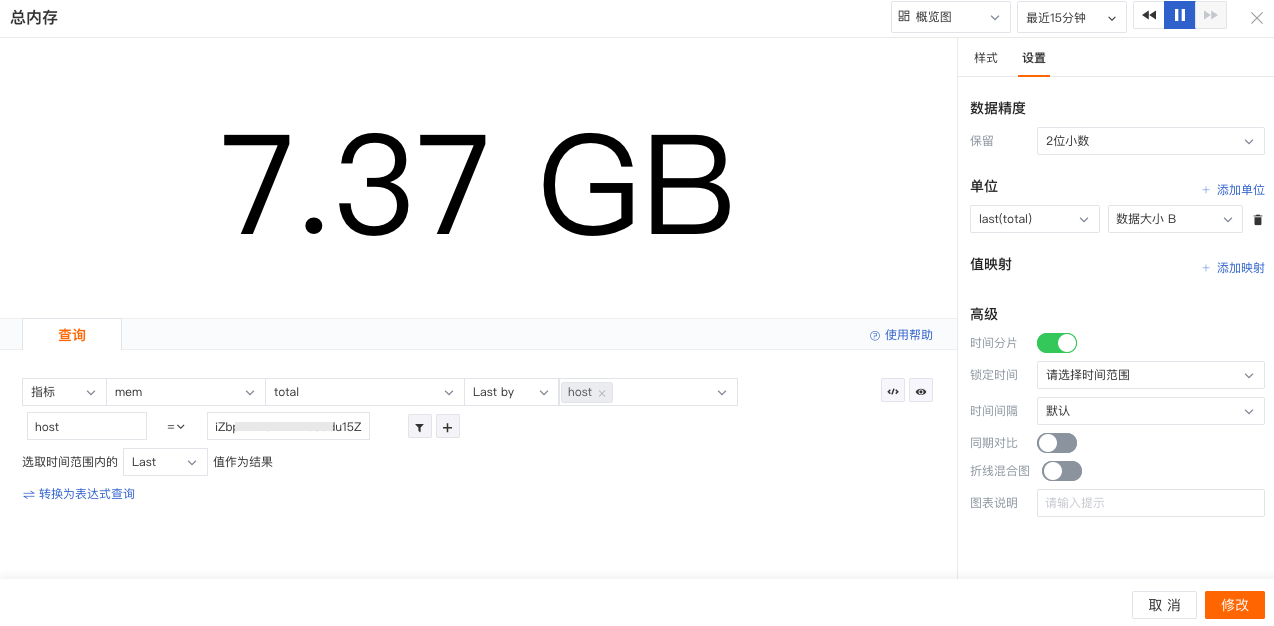 总内存
概览图
最近15分钟
7.37 GB
查询
使用帮助
指标 mem total Last by host ×
host = du15Z
选取时间范围内的 Last 值作为结果
转换为表达式查询
样式 设置
数据精度
保留 2位小数
单位 + 添加单位
last(total) 数据大小 B
值映射 + 添加映射
高级
时间分片
锁定时间 请选择时间范围
时间间隔 默认
同期对比
折线混合图
图表说明 请输入提示
取 消 修改